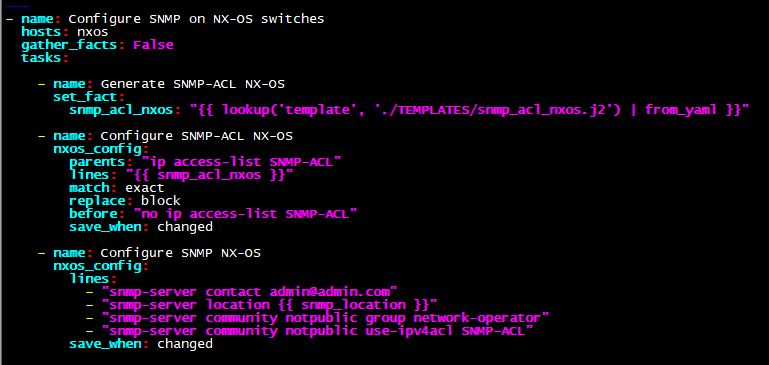 ---
- name: Configure SNMP on NX-OS switches
  hosts: nxos
  gather_facts: False
  tasks:

    - name: Generate SNMP-ACL NX-OS
      set_fact:
        snmp_acl_nxos: "{{ lookup('template', './TEMPLATES/snmp_acl_nxos.j2') | from_yaml }}"

    - name: Configure SNMP-ACL NX-OS
      nxos_config:
        parents: "ip access-list SNMP-ACL"
        lines: "{{ snmp_acl_nxos }}"
        match: exact
        replace: block
        before: "no ip access-list SNMP-ACL"
        save_when: changed

    - name: Configure SNMP NX-OS
      nxos_config:
        lines:
          - "snmp-server contact admin@admin.com"
          - "snmp-server location {{ snmp_location }}"
          - "snmp-server community notpublic group network-operator"
          - "snmp-server community notpublic use-ipv4acl SNMP-ACL"
        save_when: changed